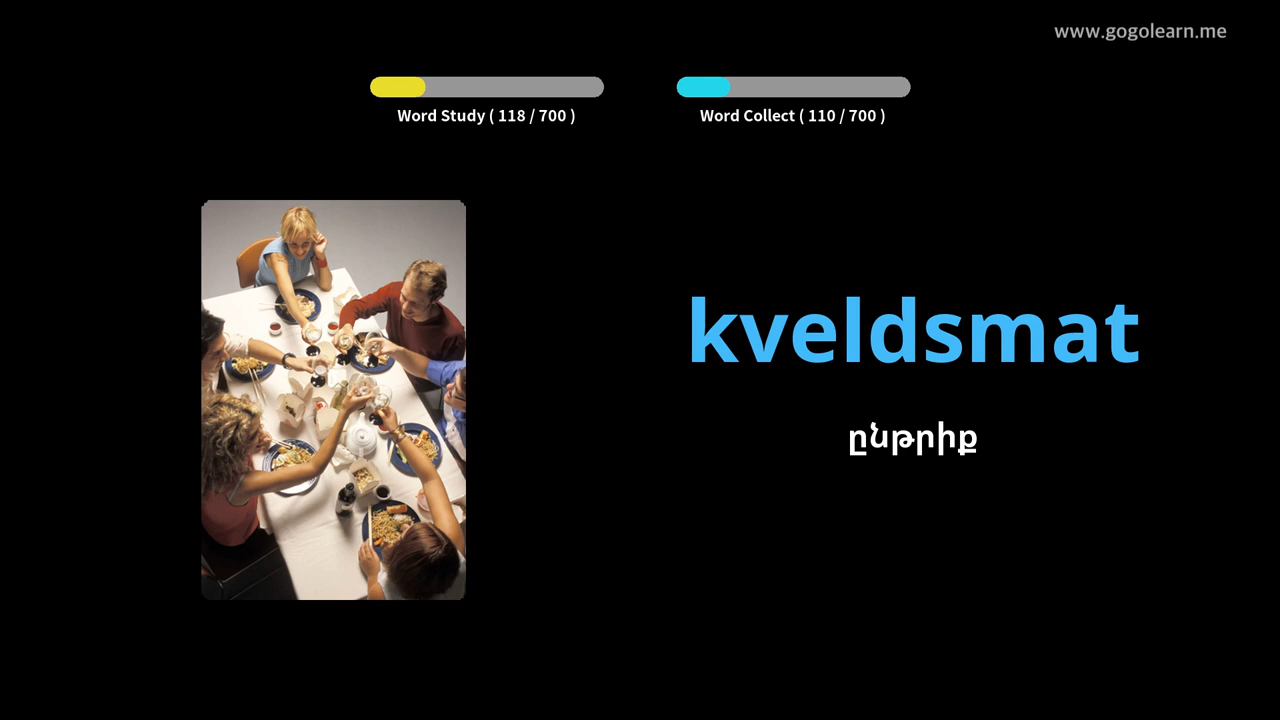 www.gogolearn.me
Word Study ( 118 / 700 )
Word Collect ( 110 / 700 )
kveldsmat
ընթրիք